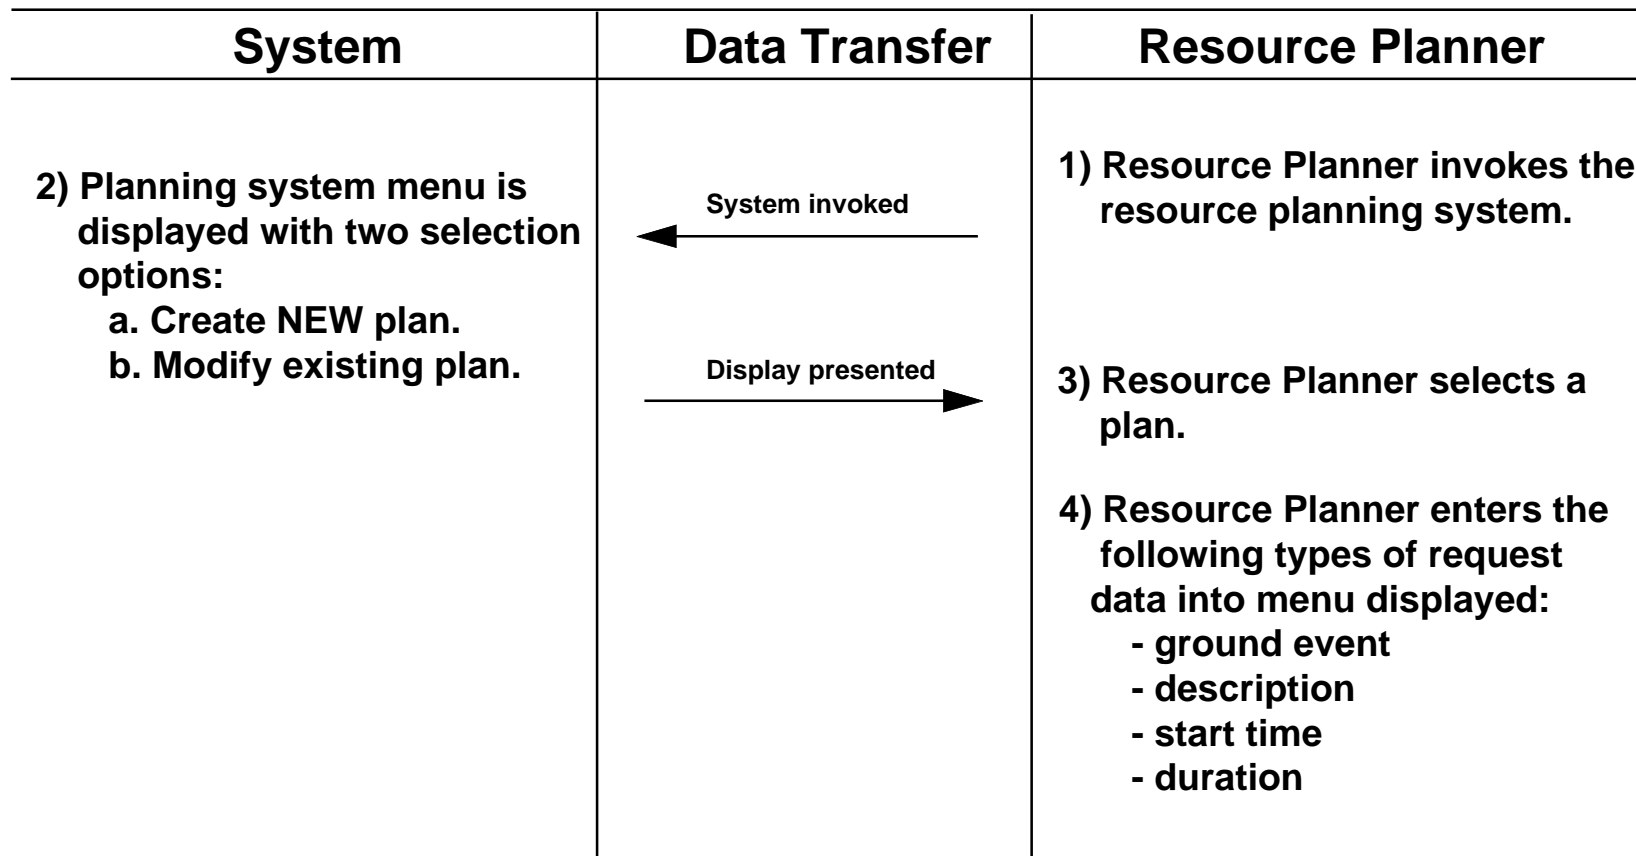 System
Data Transfer
Resource Planner
2) Planning system menu is
displayed with two selection
options:
a. Create NEW plan.
b. Modify existing plan.
System invoked
Display presented
1) Resource Planner invokes the
resource planning system.
3) Resource Planner selects a
plan.
4) Resource Planner enters the
following types of request
data into menu displayed:
- ground event
- description
- start time
- duration